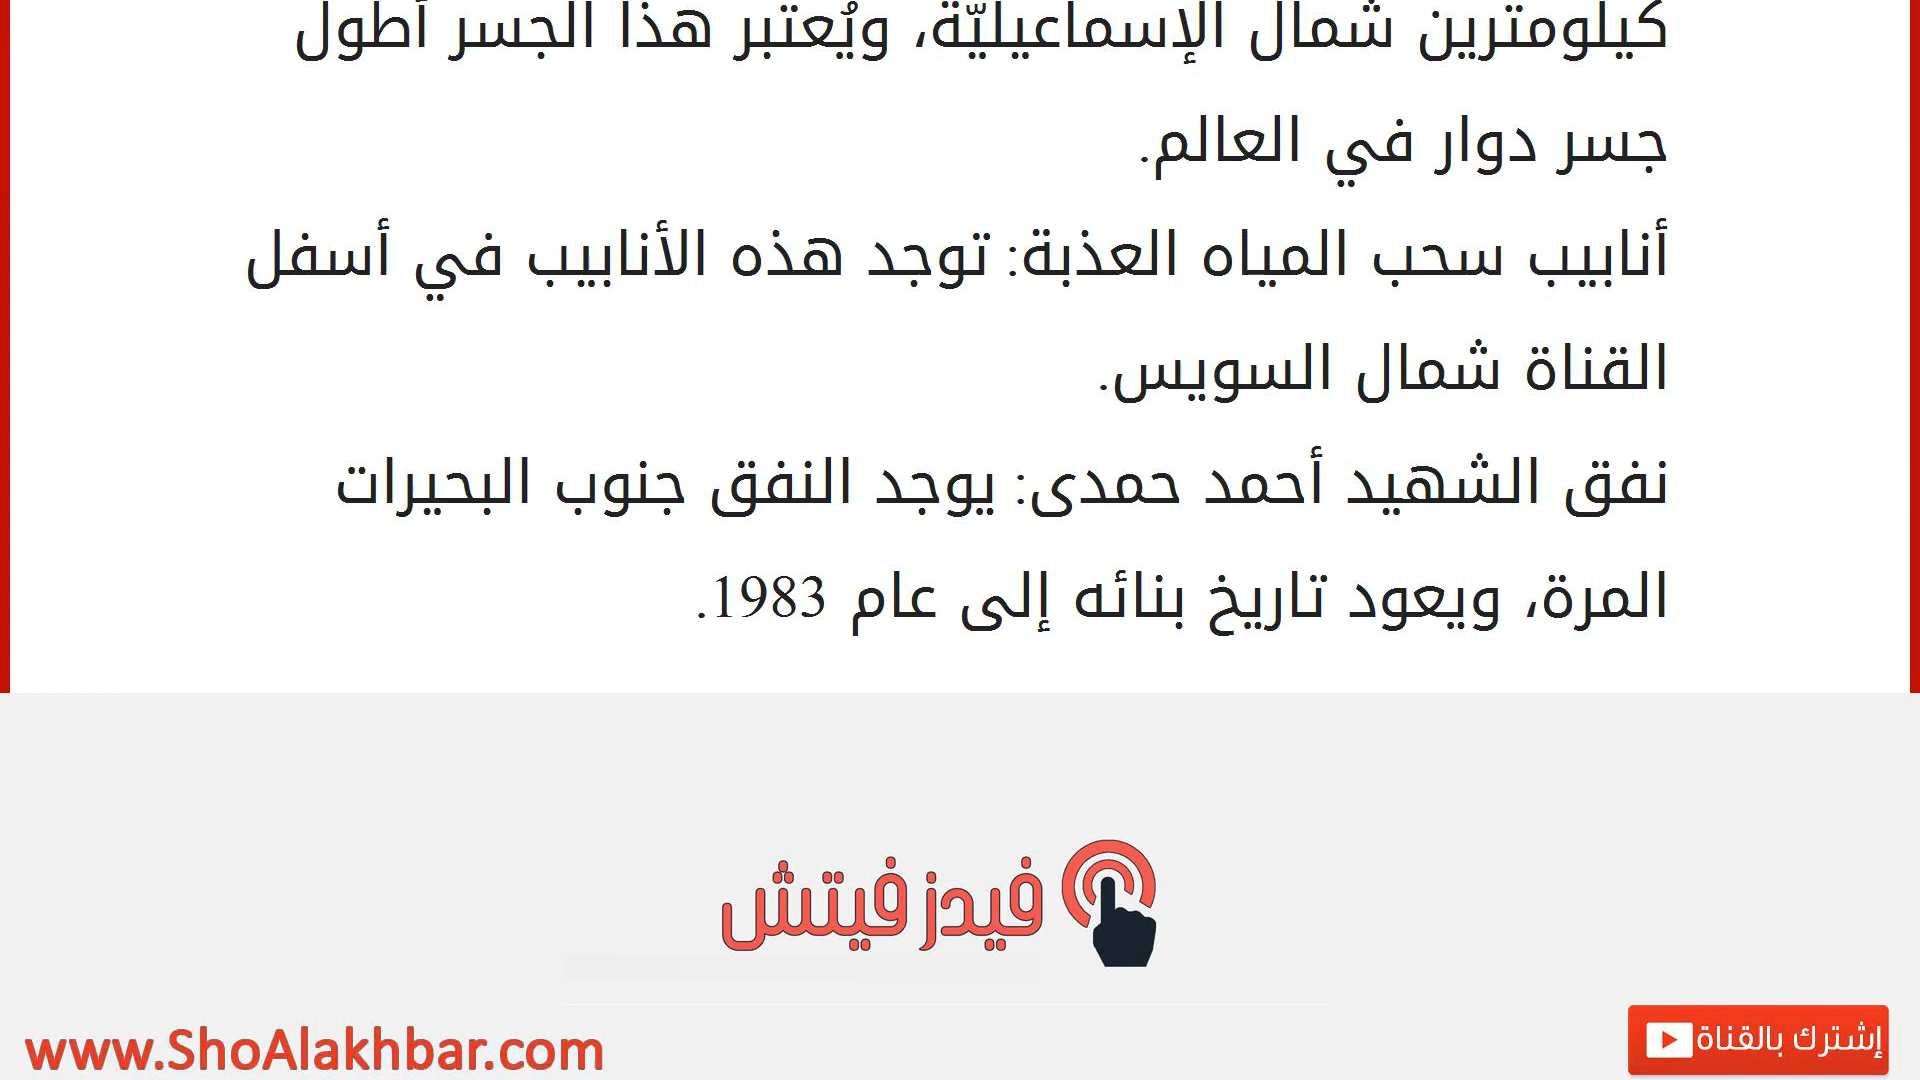 كيلومترين شمال الإسماعيليّة، ويُعتبر هذا الجسر أطول
جسر دوار في العالم.
أنابيب سحب المياه العذبة: توجد هذه الأنابيب في أسفل
القناة شمال السويس.
نفق الشهيد أحمد حمدى: يوجد النفق جنوب البحيرات
المرة، ويعود تاريخ بنائه إلى عام 1983.
فيدز فيتش
www.ShoAlakhbar.com
إشترك بالقناة